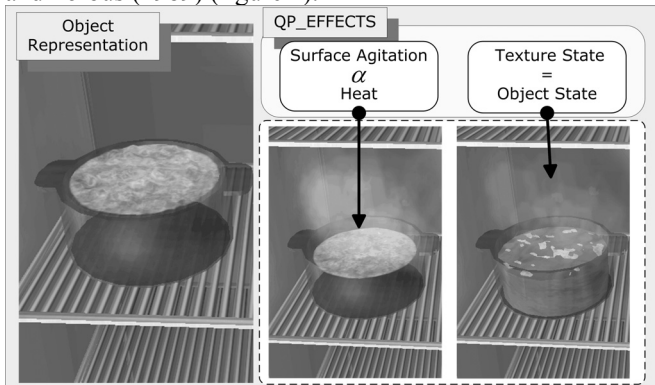 Object
Representation
QP_EFFECTS
Surface Agitation
α
Heat
Texture State
=
Object State